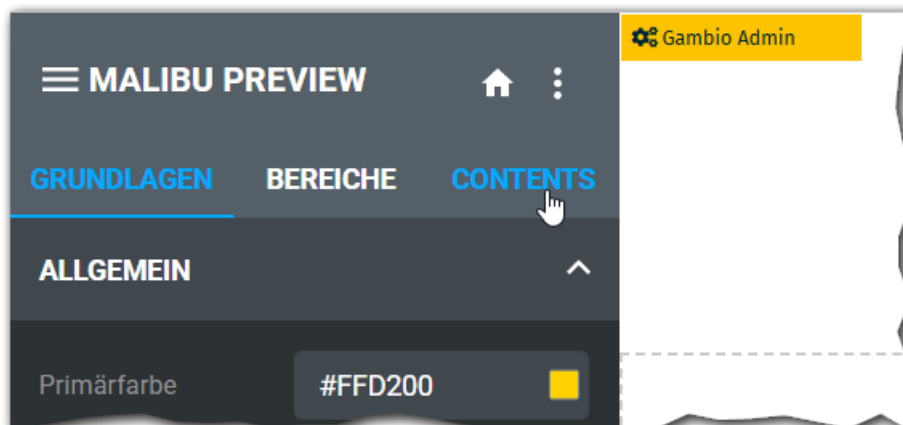 MALIBU PREVIEW
Gambio Admin
GRUNDLAGEN BEREICHE CONTENTS
ALLGEMEIN
Primärfarbe #FFD200